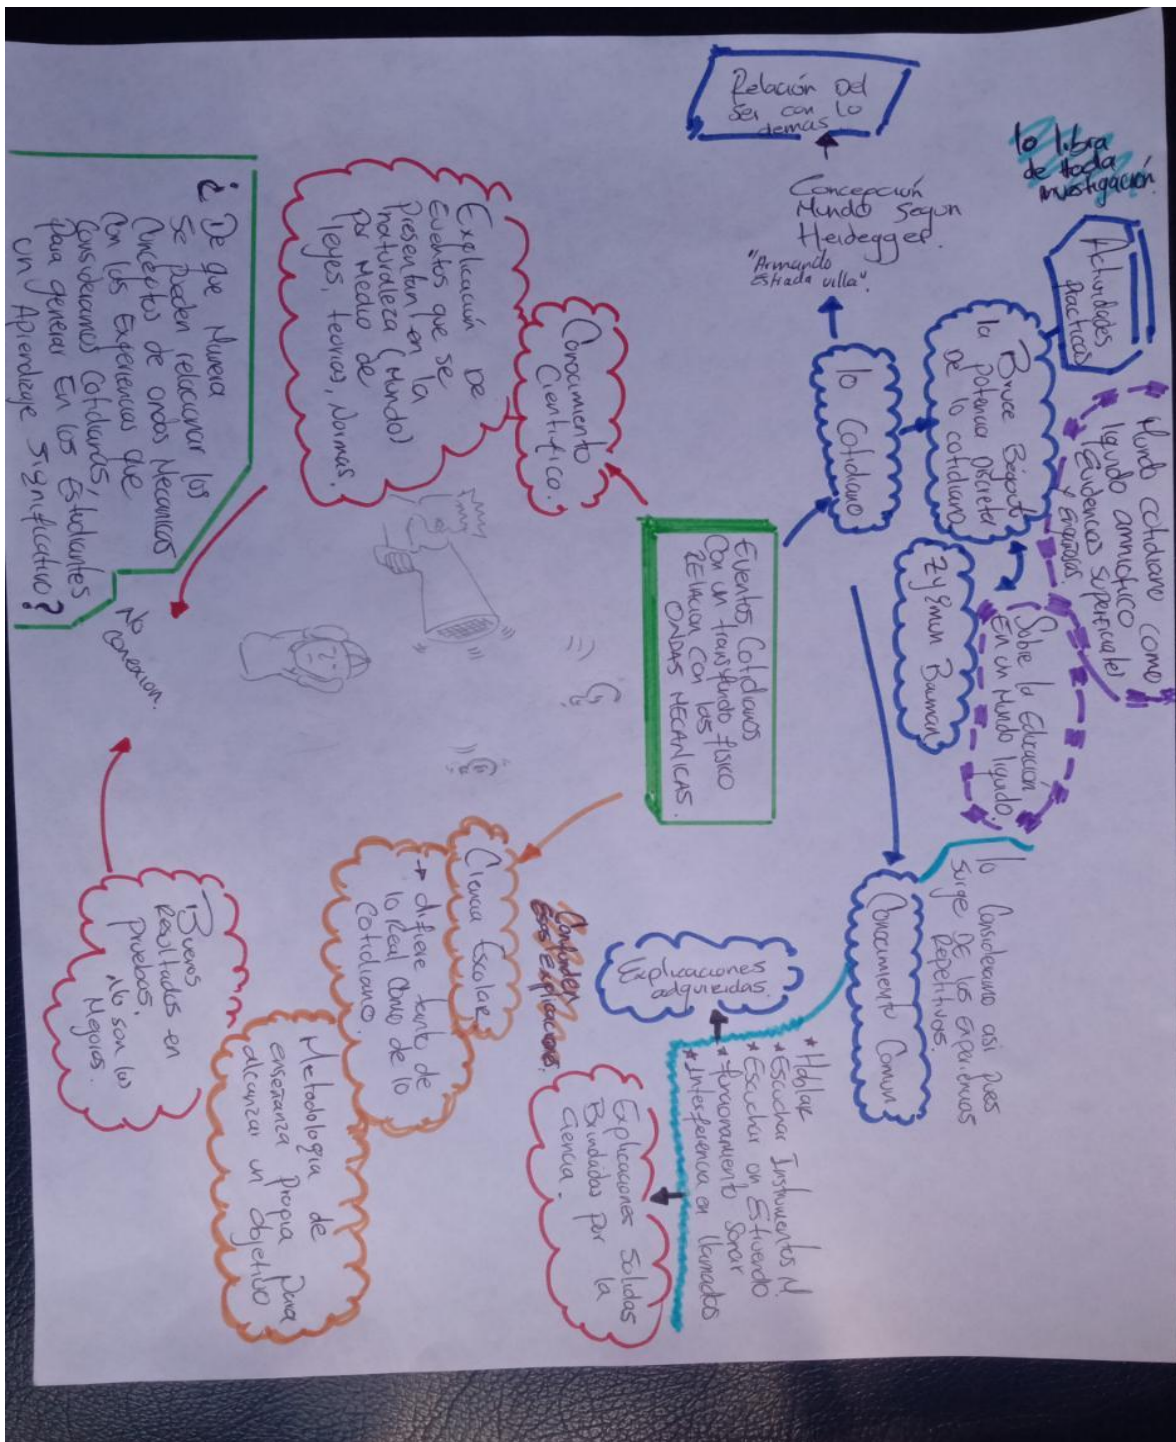 Relación Del
Ser con Lo
demas
Concepción
Mundo Segun
Heidegger.
"Armando
Estrada villa".
lo libra
de toda
investigación.
Actividades
Practicas
lo Cotidiano
Bruce Bégout
la potencia discreta
de lo cotidiano
Mundo cotidiano como
liquido amniotico
Evidencias superficiales
y Engañosas
Zygmun Bauman
Sobre la Educación
En un Mundo liquido.
Eventos, Cotidianos
Con un transfondo fisico
RElacion con las
ONDAS MECANICAS.
Conocimiento
Cientifico.
Explicación De
Eventos que se
Presentan en la
naturaleza (Mundo)
Por Medio de
leyes, teorias, Normas.
¿De que Manera
Se pueden relacionar los
Conceptos de ondas Mecanicas
Con las Experiencias que
Consideramos Cotidianas,
Para generar En los Estudiantes
Un Aprendizaje Significativo?
No
conexion.
lo Consideramo asi pues
surge DE las experiencias
Repetitivas.
Conocimiento Comun
* Hablar
* Escuchar Instrumentos M.
* Escuchar un Estruendo
* funcionamiento Sonar
* Interferencia en llamados
Explicaciones
adquiridas.
Explicaciones Solidas
Brindadas Por la
Ciencia.
Confunden
Esas Explicaciones.
Ciencia Escolar
→ difiere tanto de
lo Real Como de lo
Cotidiano.
Metodologia de
enseñanza propia Para
alcanzar un objetivo
Buenos
Resultados en
pruebas,
No son los
Mejores.